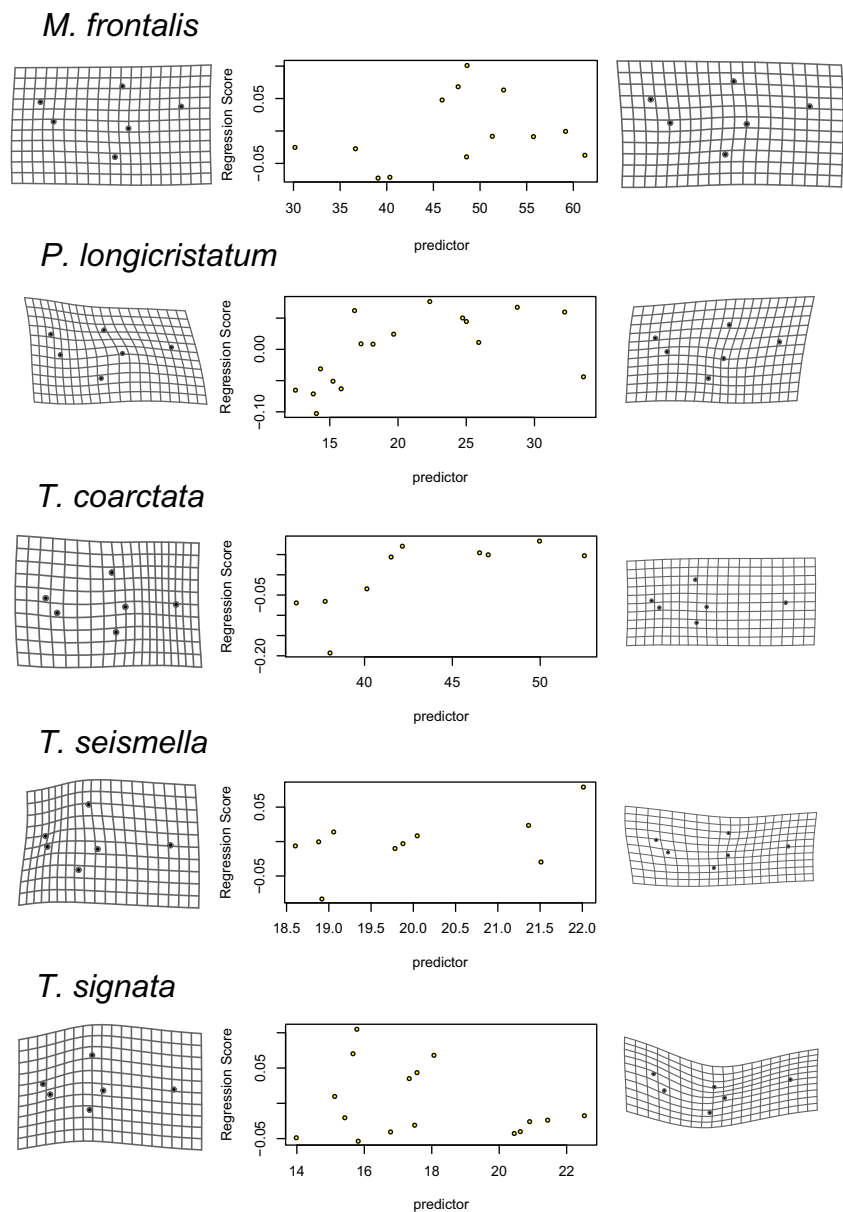 M. frontalis
Regression Score
0.05
−0.05
30 35 40 45 50 55 60
predictor
P. longicristatum
Regression Score
0.00
−0.10
15 20 25 30
predictor
T. coarctata
Regression Score
−0.05
−0.20
40 45 50
predictor
T. seismella
Regression Score
0.05
−0.05
18.5 19.0 19.5 20.0 20.5 21.0 21.5 22.0
predictor
T. signata
Regression Score
0.05
−0.05
14 16 18 20 22
predictor